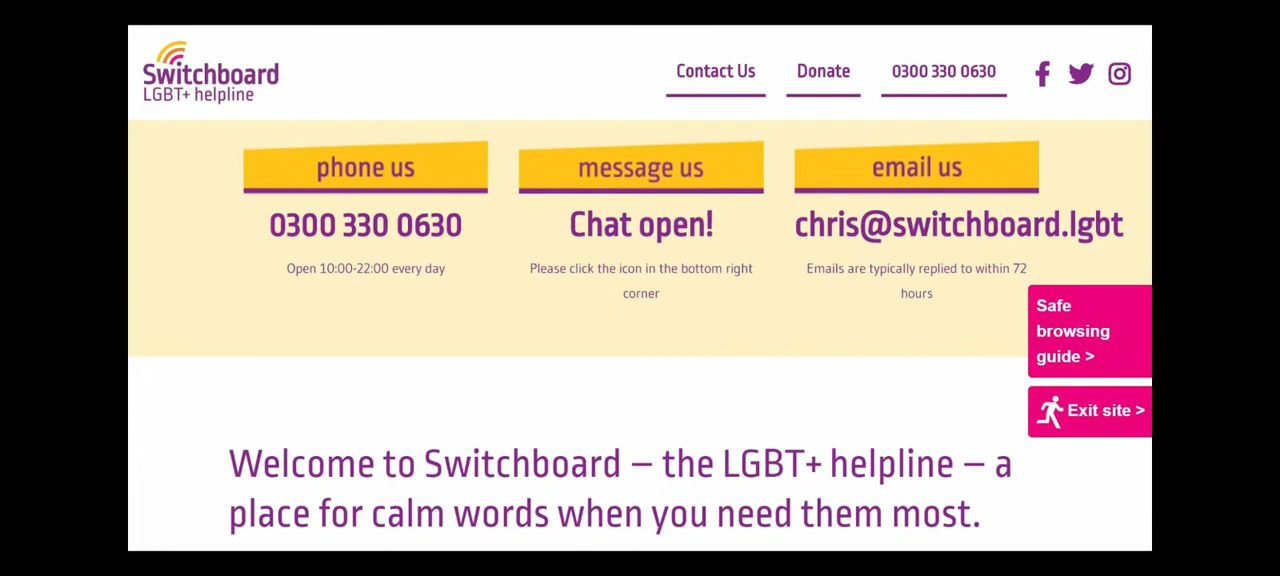 Switchboard
LGBT+ helpline
Contact Us
Donate
0300 330 0630
phone us
message us
email us
0300 330 0630
Chat open!
chris@switchboard.lgbt
Open 10:00-22:00 every day
Please click the icon in the bottom right
corner
Emails are typically replied to within 72
hours
Safe
browsing
guide >
Exit site >
Welcome to Switchboard – the LGBT+ helpline – a
place for calm words when you need them most.